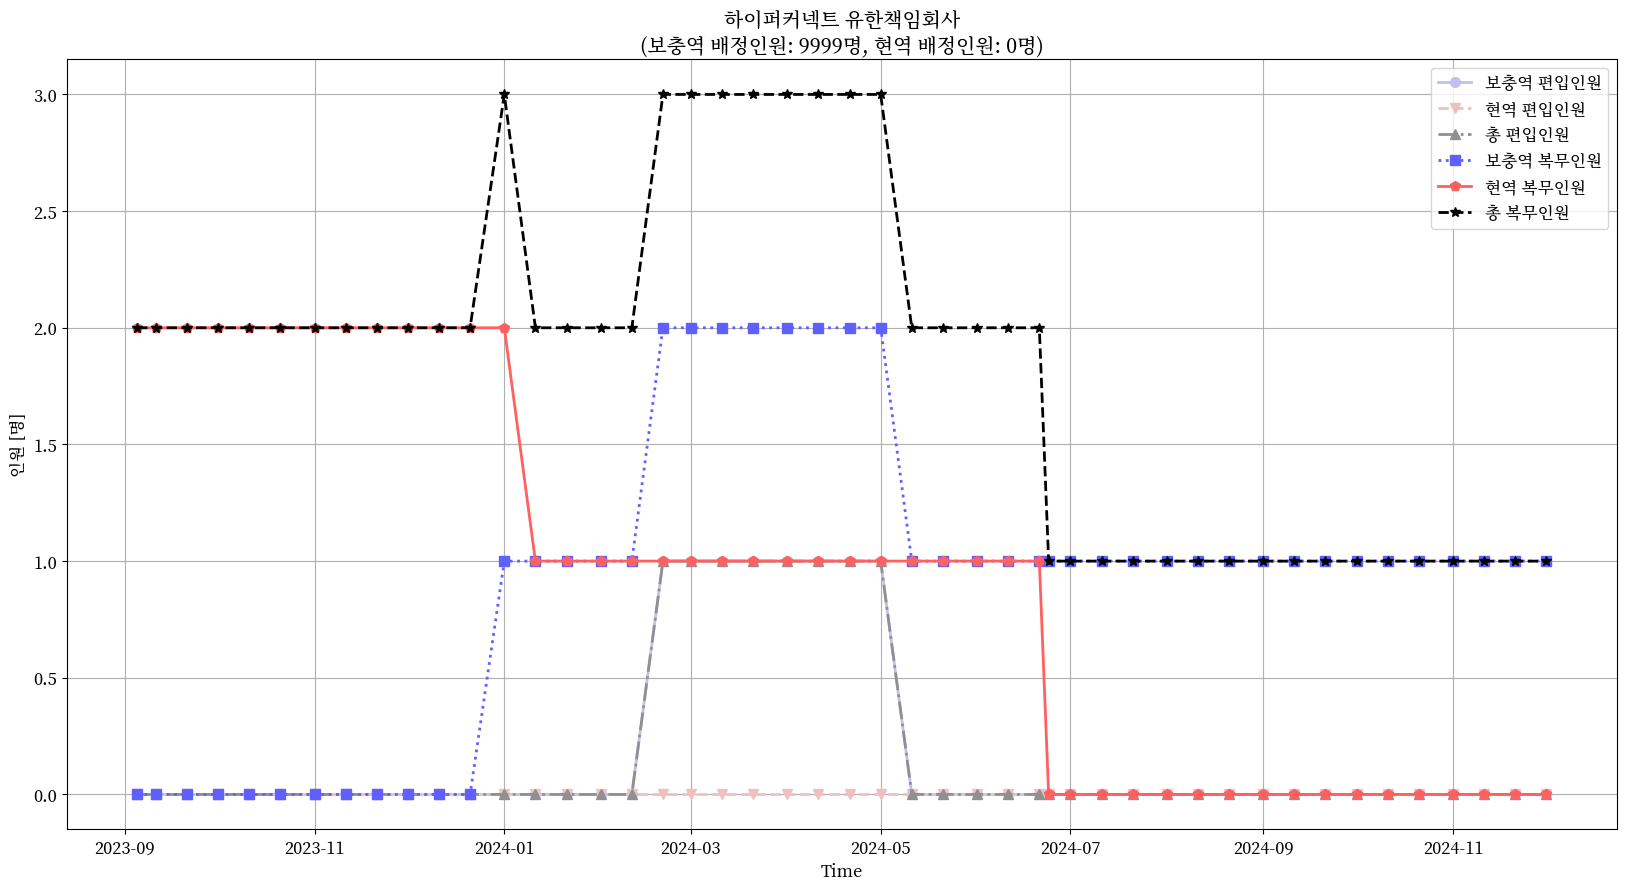 하이퍼커넥트 유한책임회사
(보충역 배정인원: 9999명, 현역 배정인원: 0명)
보충역 편입인원
현역 편입인원
총 편입인원
보충역 복무인원
현역 복무인원
총 복무인원
인원 [명]
3.0
2.5
2.0
1.5
1.0
0.5
0.0
2023-09 2023-11 2024-01 2024-03 2024-05 2024-07 2024-09 2024-11
Time